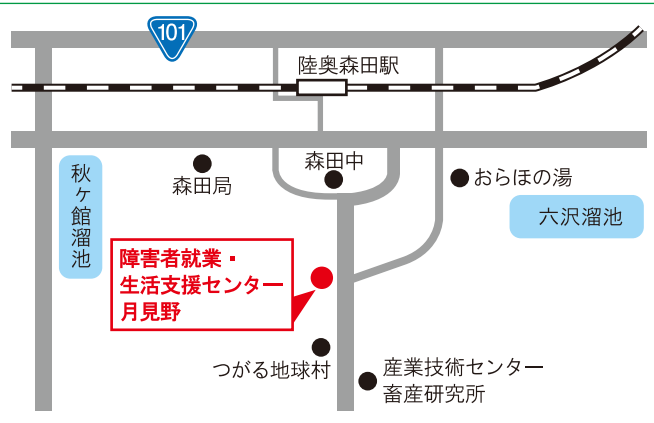 101
陸奥森田駅
森田中
森田局
おらほの湯
秋ヶ館溜池
六沢溜池
障害者就業・
生活支援センター
月見野
つがる地球村
産業技術センター
畜産研究所